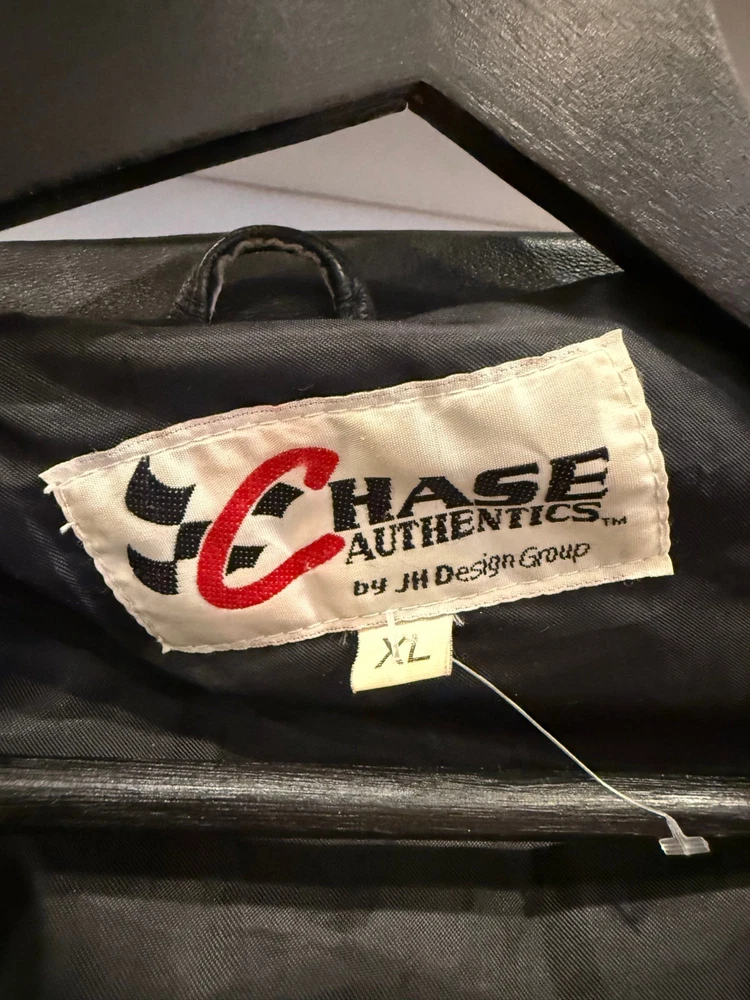 CHASE
AUTHENTICS™
by JH Design Group
XL